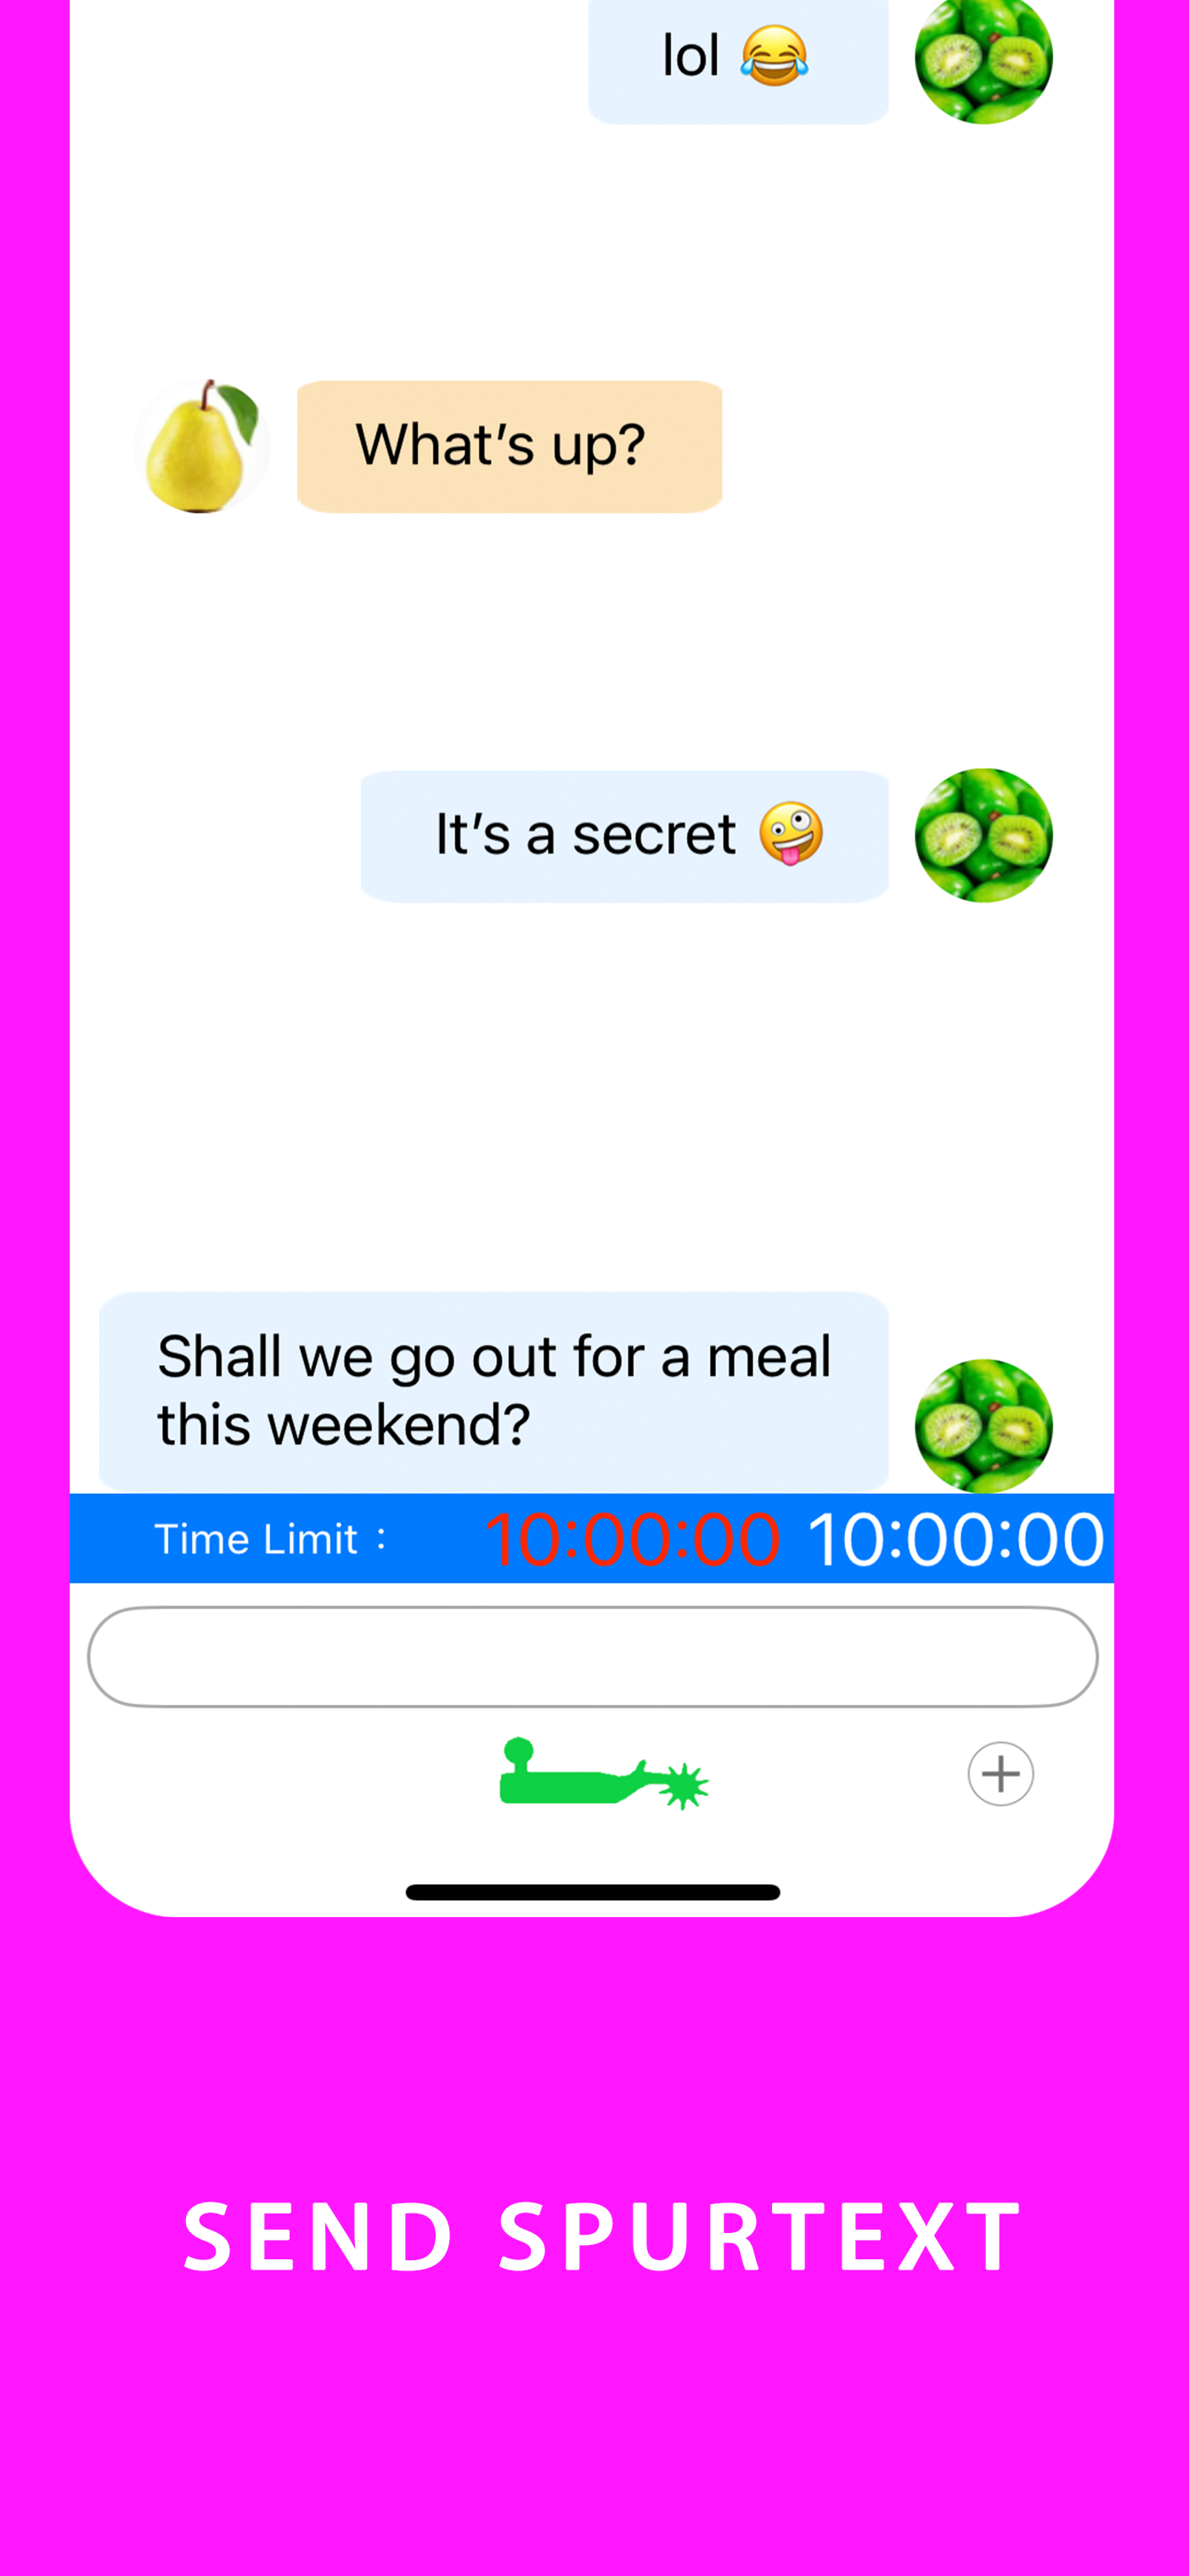 lol 😂
What's up?
It's a secret 🤪
Shall we go out for a meal
this weekend?
Time Limit : 10:00:00 10:00:00
SEND SPURTEXT